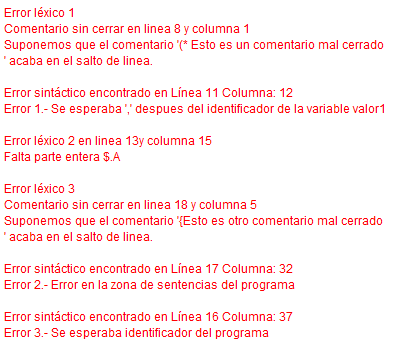 Error léxico 1
Comentario sin cerrar en linea 8 y columna 1
Suponemos que el comentario '(* Esto es un comentario mal cerrado
' acaba en el salto de linea.
Error sintáctico encontrado en Línea 11 Columna: 12
Error 1.- Se esperaba ',' despues del identificador de la variable valor1
Error léxico 2 en linea 13y columna 15
Falta parte entera $.A
Error léxico 3
Comentario sin cerrar en linea 18 y columna 5
Suponemos que el comentario '{Esto es otro comentario mal cerrado
' acaba en el salto de linea.
Error sintáctico encontrado en Línea 17 Columna: 32
Error 2.- Error en la zona de sentencias del programa
Error sintáctico encontrado en Línea 16 Columna: 37
Error 3.- Se esperaba identificador del programa